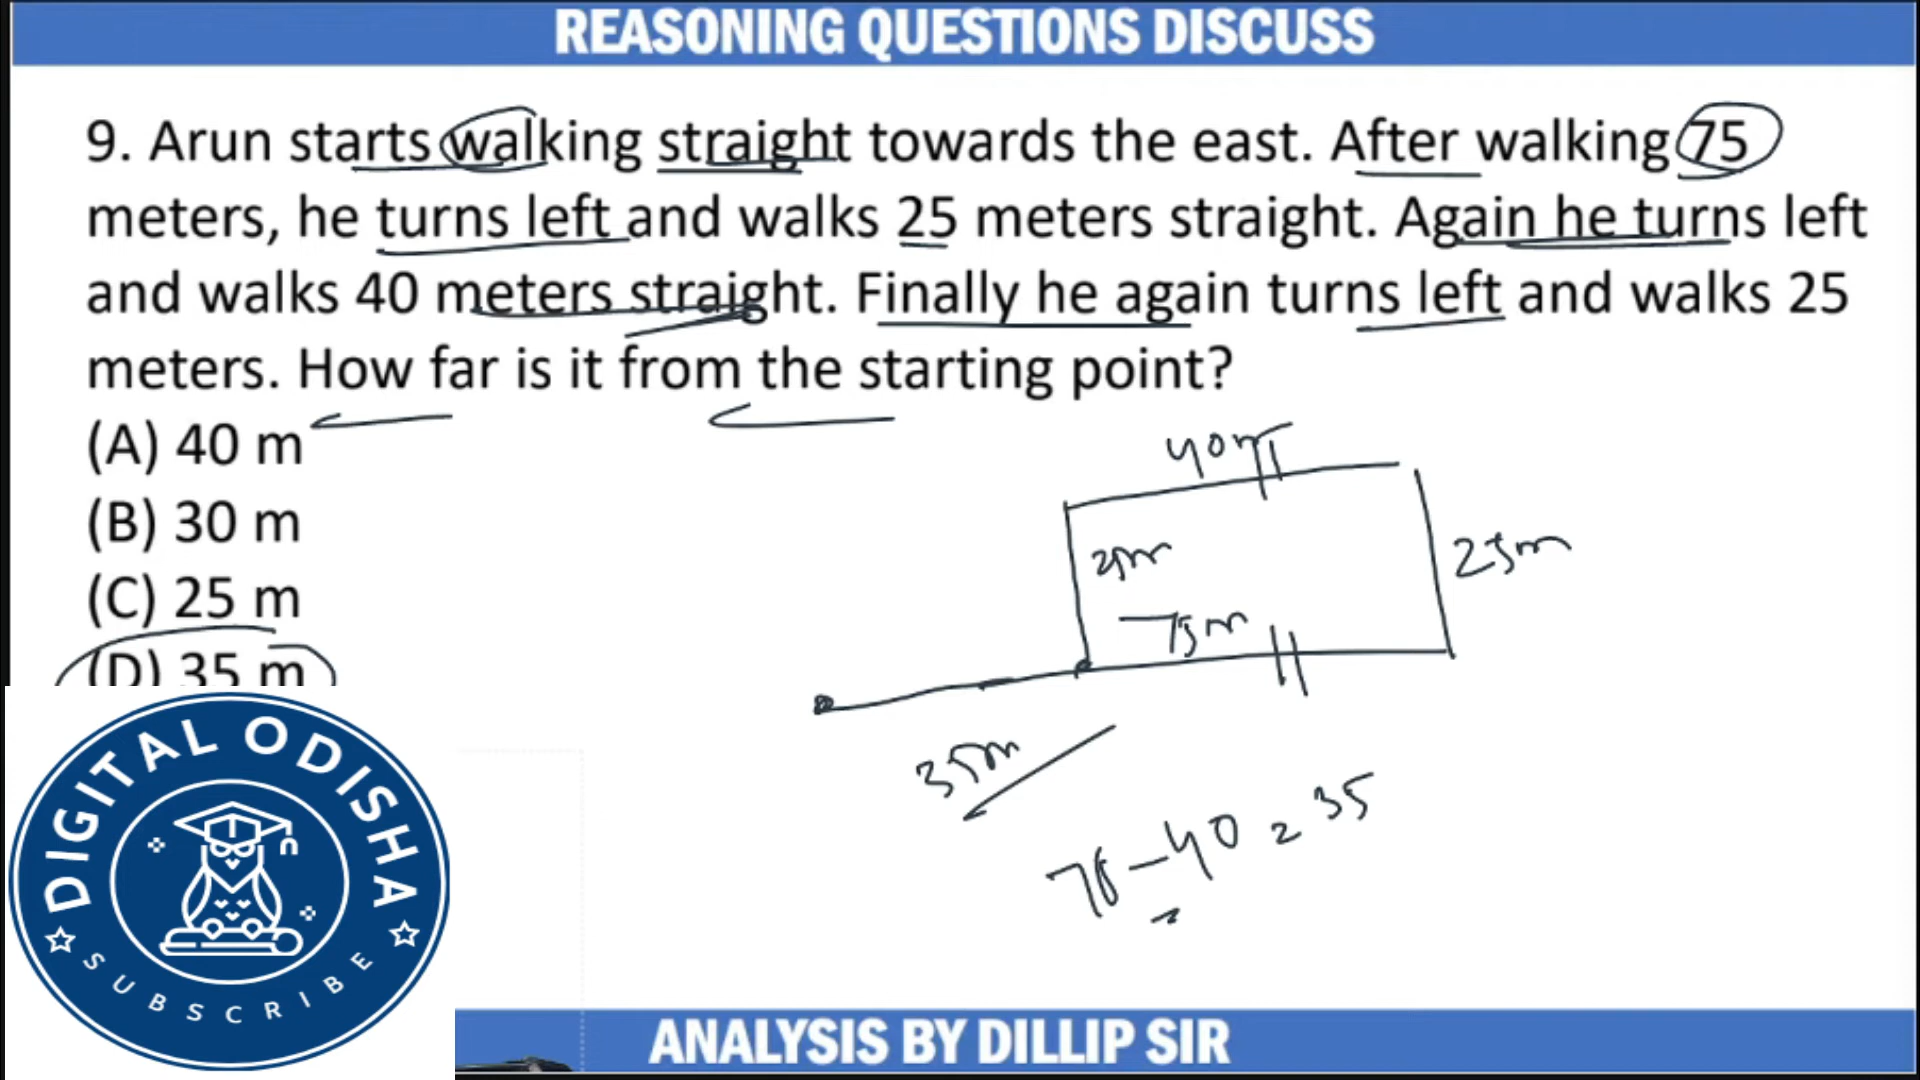 REASONING QUESTIONS DISCUSS
9. Arun starts walking straight towards the east. After walking 75
meters, he turns left and walks 25 meters straight. Again he turns left
and walks 40 meters straight. Finally he again turns left and walks 25
meters. How far is it from the starting point?
(A) 40 m
(B) 30 m
(C) 25 m
(D) 35 m
40m
25m
75m
35m
75-40=35
DIGITAL ODISHA
SUBSCRIBE
ANALYSIS BY DILLIP SIR